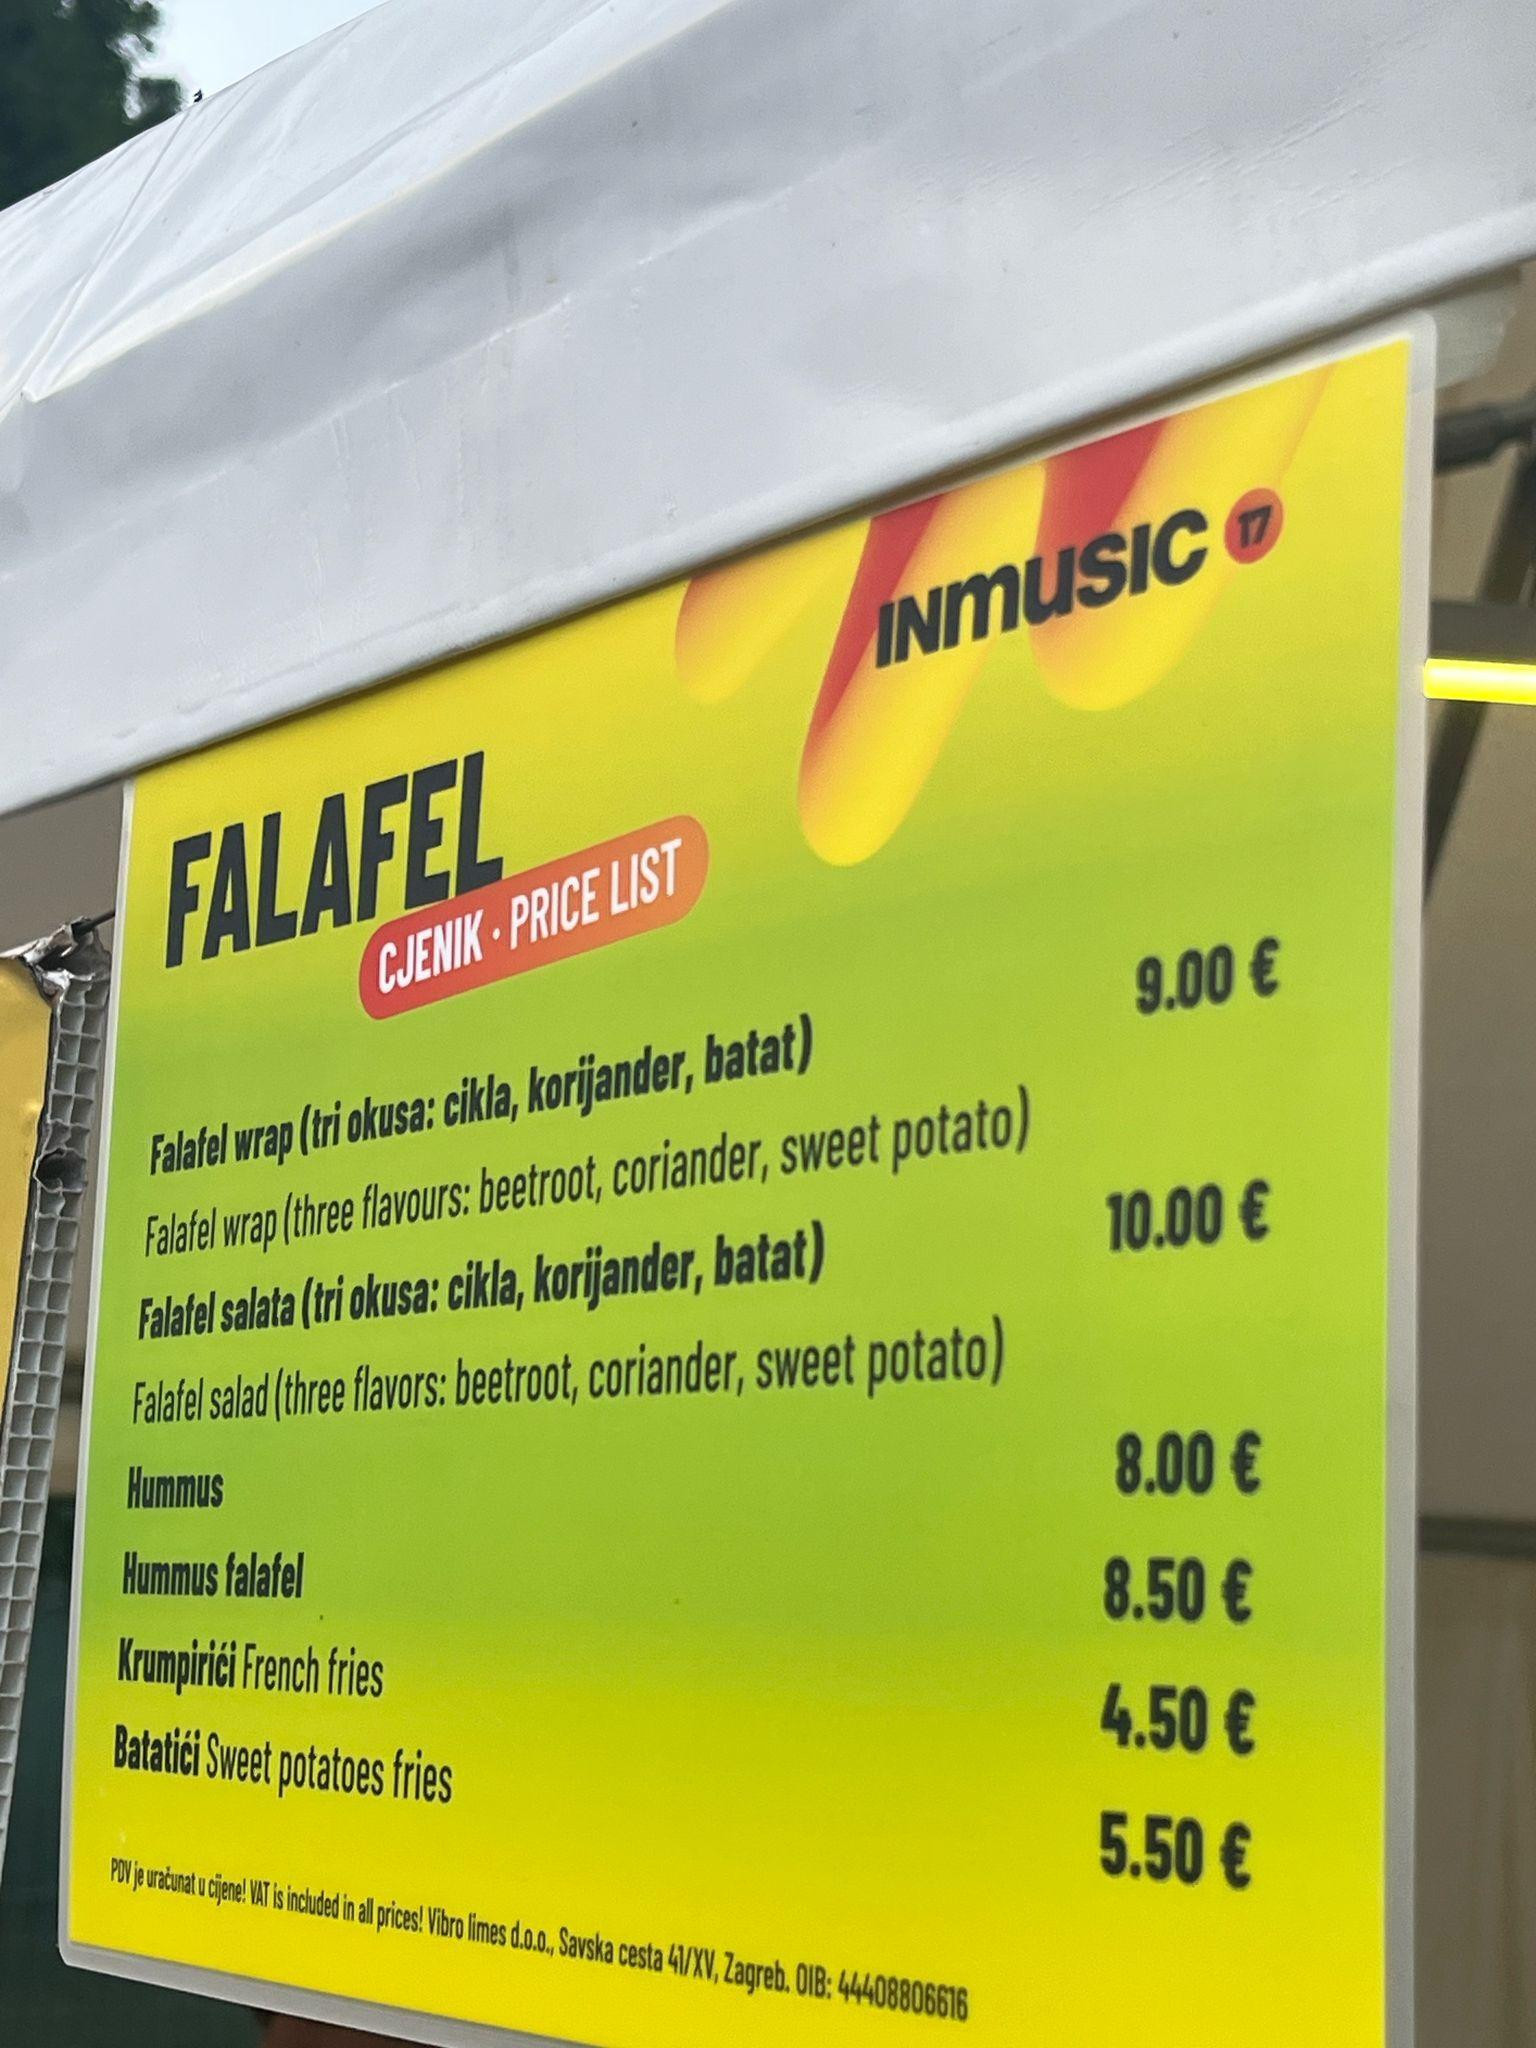 INMUSIC 17
FALAFEL
CJENIK · PRICE LIST
Falafel wrap (tri okusa: cikla, korijander, batat) 9.00 €
Falafel wrap (three flavours: beetroot, coriander, sweet potato)
Falafel salata (tri okusa: cikla, korijander, batat) 10.00 €
Falafel salad (three flavors: beetroot, coriander, sweet potato)
Hummus 8.00 €
Hummus falafel 8.50 €
Krumpirići French fries 4.50 €
Batatići Sweet potatoes fries 5.50 €
PDV je uračunat u cijene! VAT is included in all prices! Vibro limes d.o.o., Savska cesta 41/XV, Zagreb. OIB: 44408806616